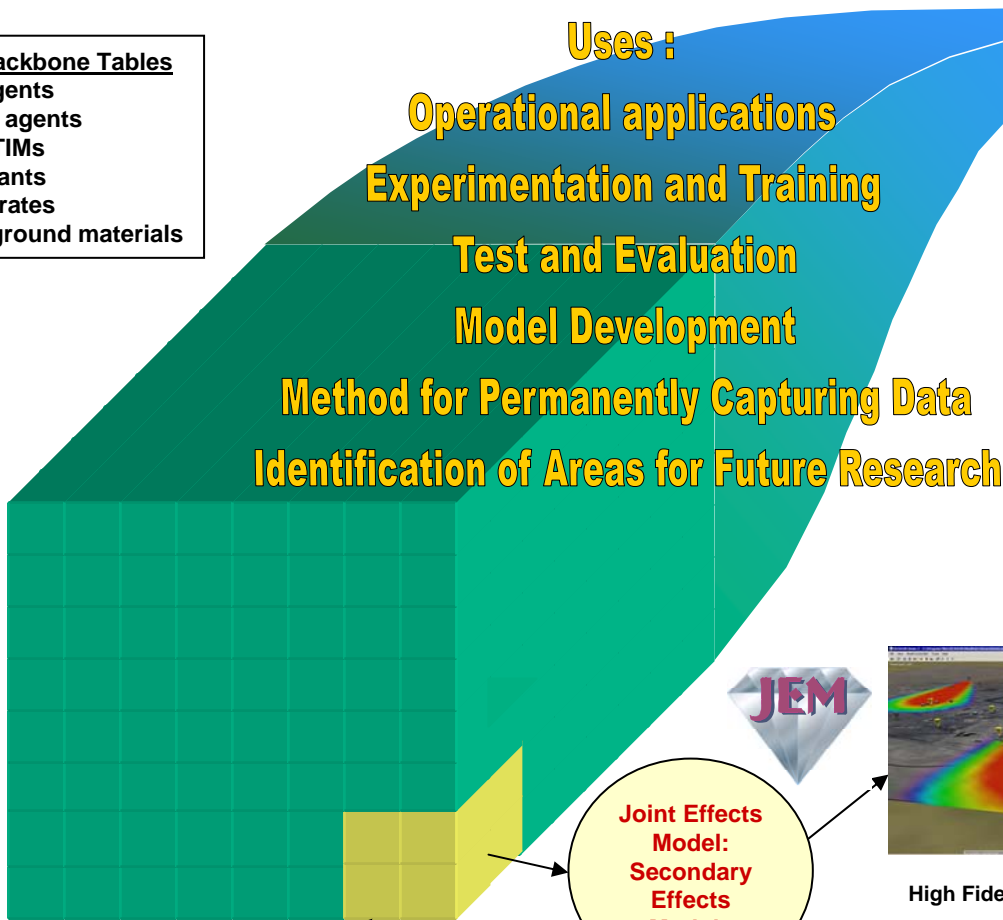 ackbone Tables
gents
agents
TIMs
ants
rates
ground materials
Uses :
Operational applications
Experimentation and Training
Test and Evaluation
Model Development
Method for Permanently Capturing Data
Identification of Areas for Future Research
JEM
Joint Effects
Model:
Secondary
Effects
High Fide